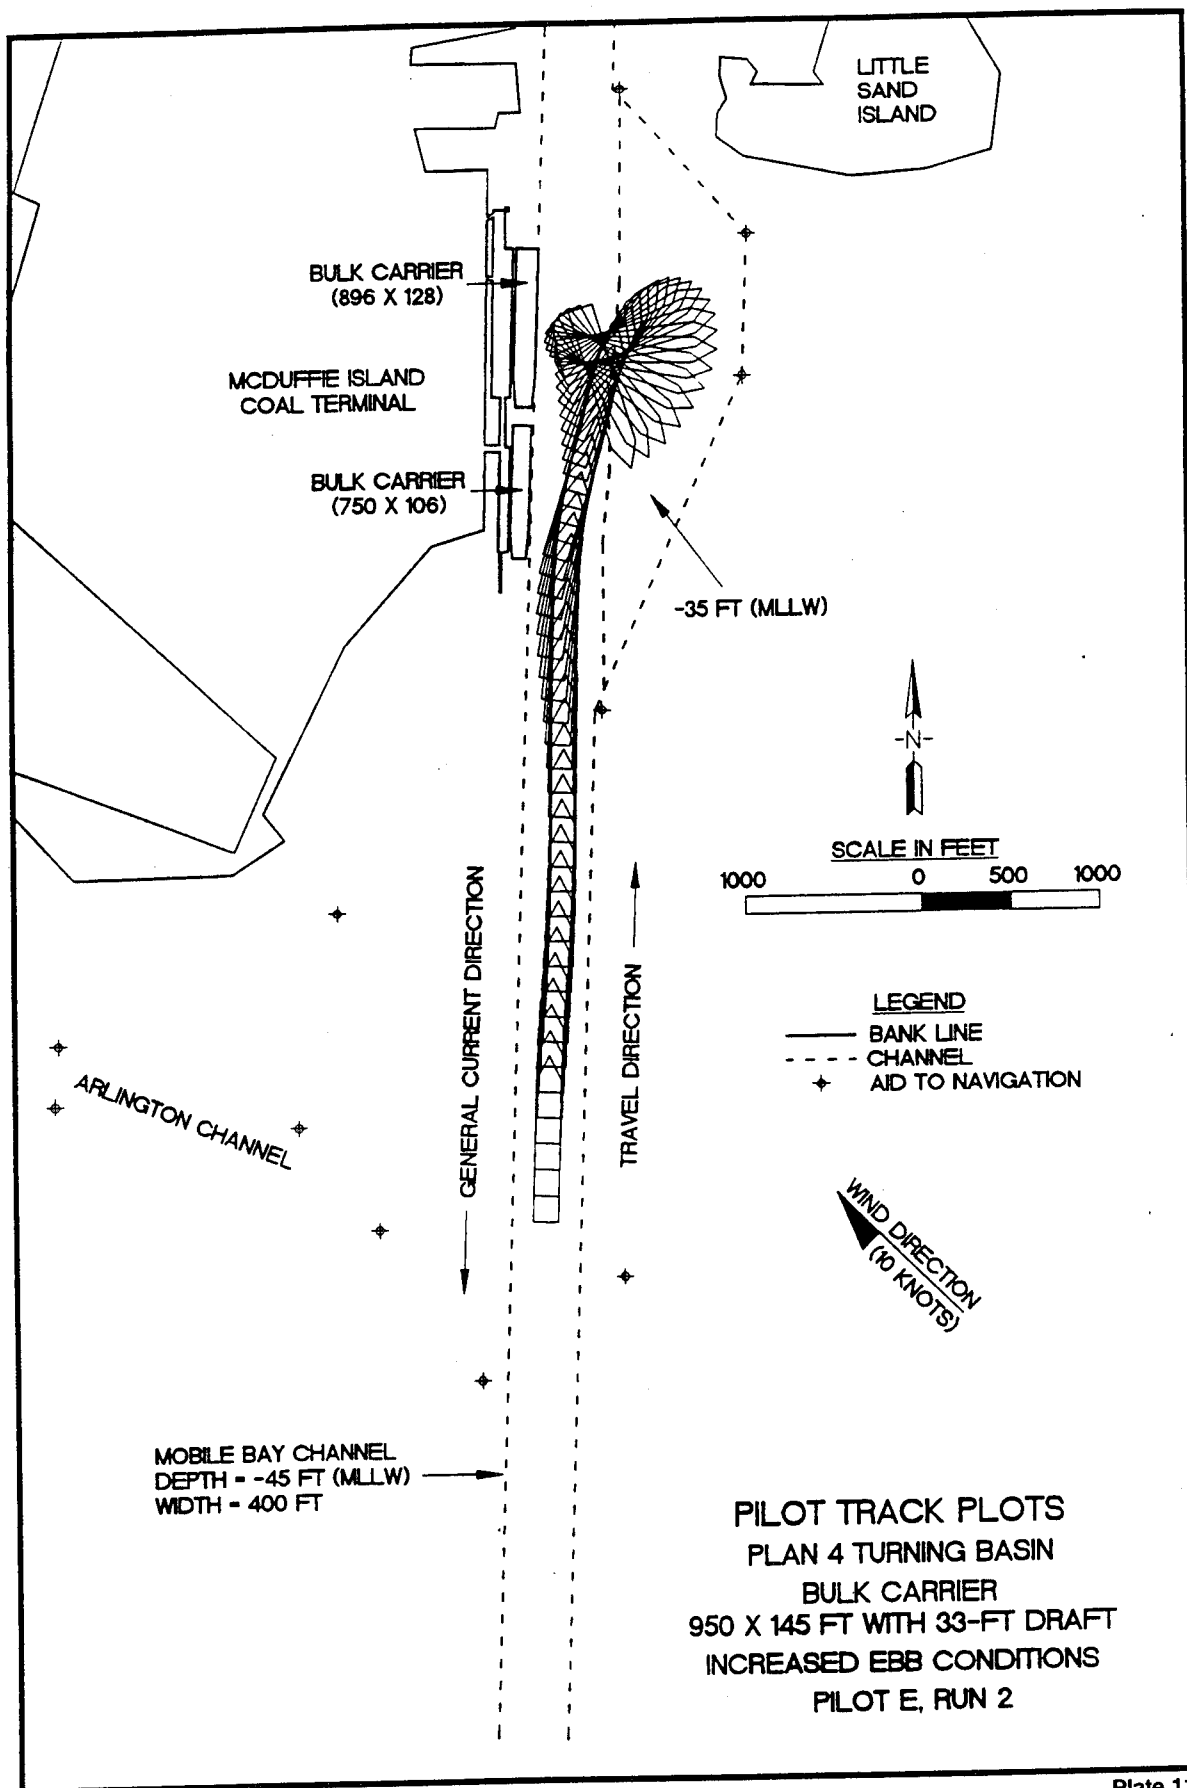 LITTLE
SAND
ISLAND
BULK CARRIER
(896 X 128)
MCDUFFIE ISLAND
COAL TERMINAL
BULK CARRIER
(750 X 106)
-35 FT (MLLW)
-N-
SCALE IN FEET
1000 0 500 1000
GENERAL CURRENT DIRECTION
TRAVEL DIRECTION
LEGEND
BANK LINE
CHANNEL
AID TO NAVIGATION
ARLINGTON CHANNEL
WIND DIRECTION
(10 KNOTS)
MOBILE BAY CHANNEL
DEPTH = -45 FT (MLLW)
WIDTH = 400 FT
PILOT TRACK PLOTS
PLAN 4 TURNING BASIN
BULK CARRIER
950 X 145 FT WITH 33-FT DRAFT
INCREASED EBB CONDITIONS
PILOT E, RUN 2
Plate